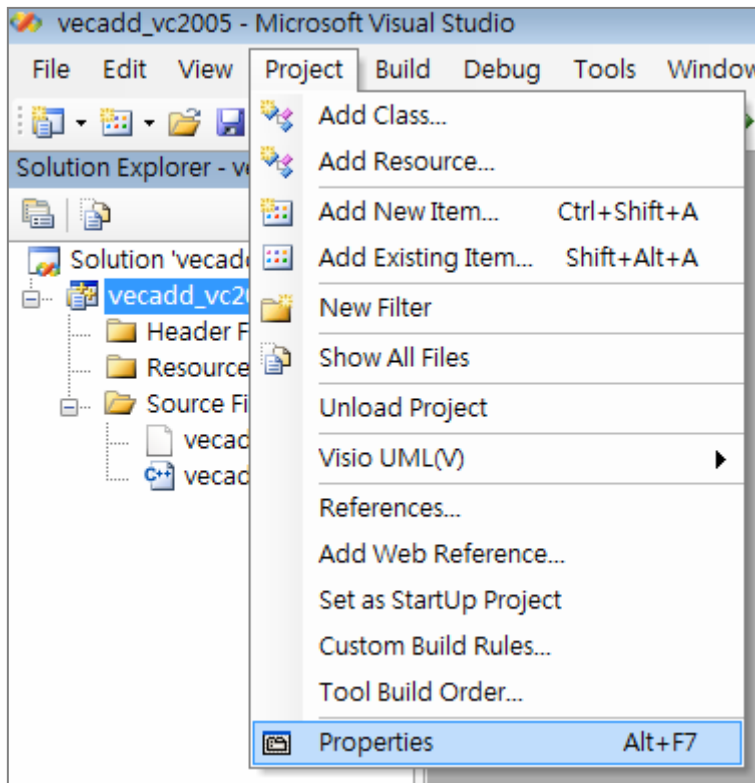 vecadd_vc2005 - Microsoft Visual Studio
File Edit View Project Build Debug Tools Window
Solution Explorer - v
Solution 'vecad
vecadd_vc2
Header F
Resource
Source Fi
vecad
C++ vecad
Add Class...
Add Resource...
Add New Item... Ctrl+Shift+A
Add Existing Item... Shift+Alt+A
New Filter
Show All Files
Unload Project
Visio UML(V)
References...
Add Web Reference...
Set as StartUp Project
Custom Build Rules...
Tool Build Order...
Properties Alt+F7